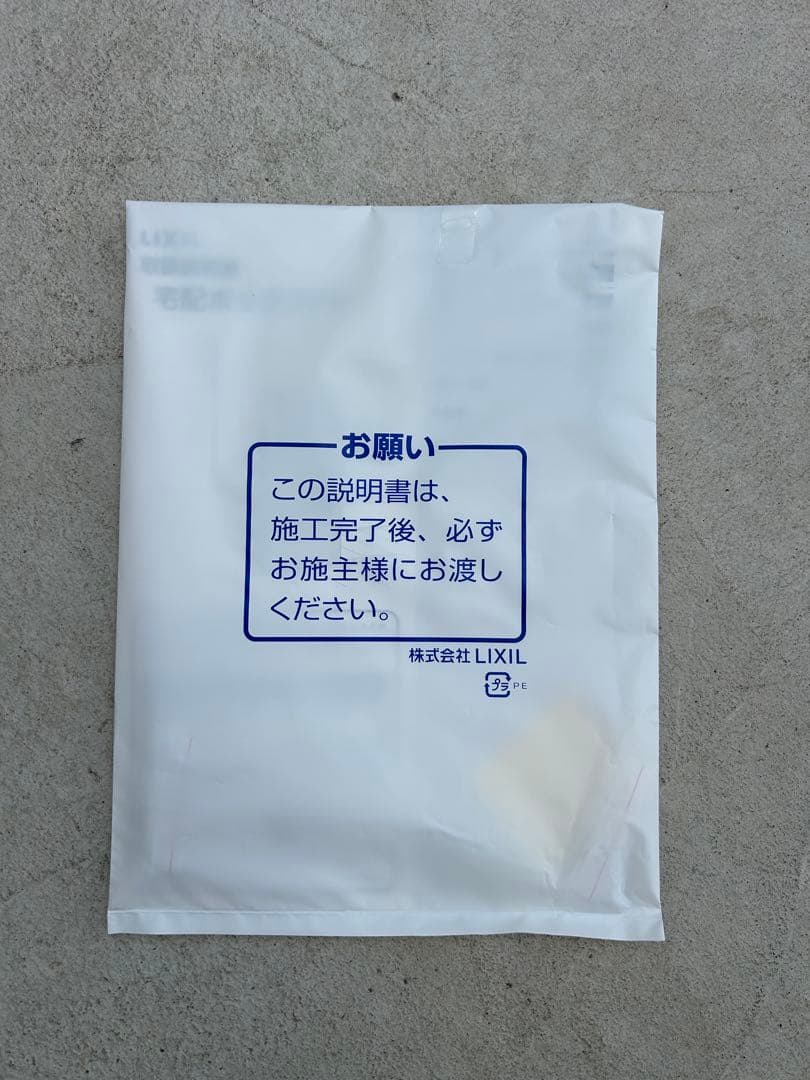 お願い
この説明書は、
施工完了後、必ず
お施主様にお渡し
ください。
株式会社 LIXIL
プラ PE